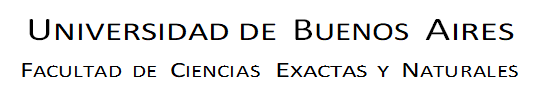 Universidad de Buenos Aires
Facultad de Ciencias Exactas y Naturales